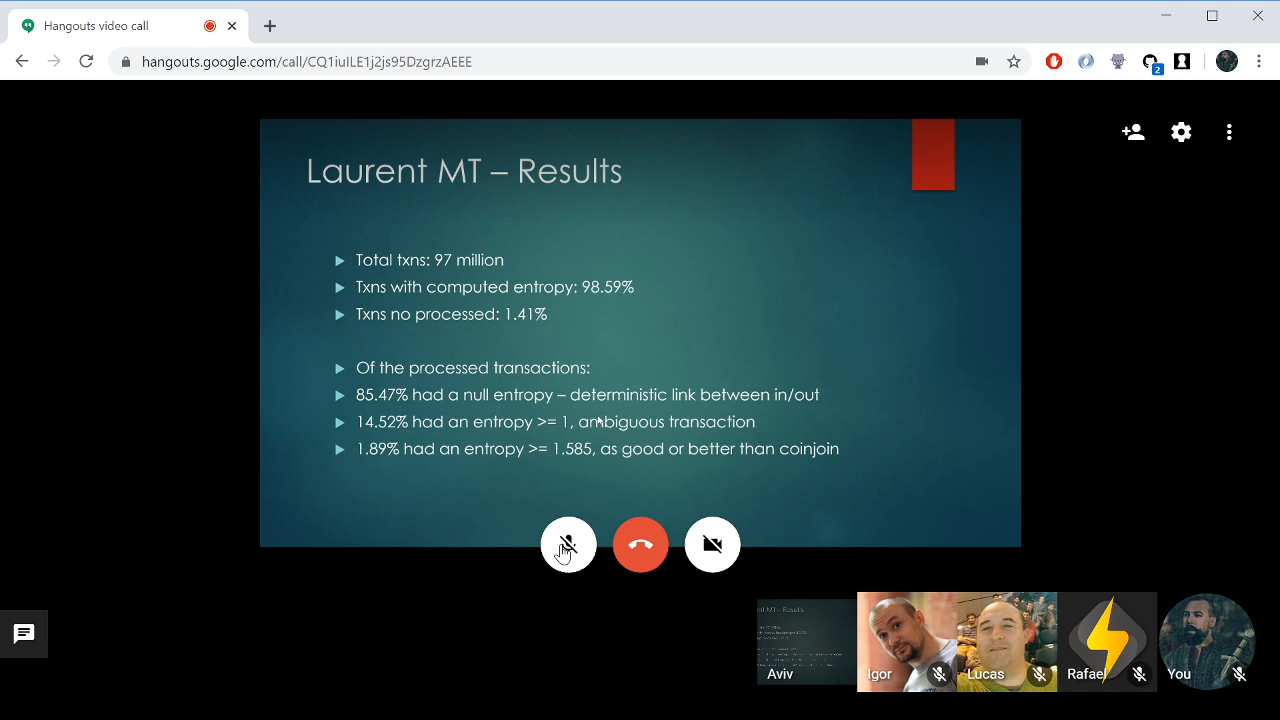 Hangouts video call
hangouts.google.com/call/CQ1iuILE1j2js95DzgrzAEEE
2
Laurent MT – Results
Total txns: 97 million
Txns with computed entropy: 98.59%
Txns no processed: 1.41%
Of the processed transactions:
85.47% had a null entropy – deterministic link between in/out
14.52% had an entropy >= 1, ambiguous transaction
1.89% had an entropy >= 1.585, as good or better than coinjoin
Aviv
Igor
Lucas
Rafael
You